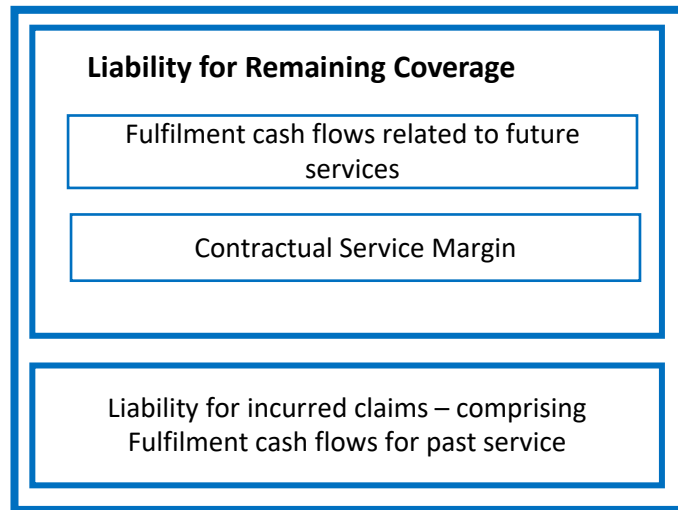 Liability for Remaining Coverage
Fulfilment cash flows related to future
services
Contractual Service Margin
Liability for incurred claims – comprising
Fulfilment cash flows for past service